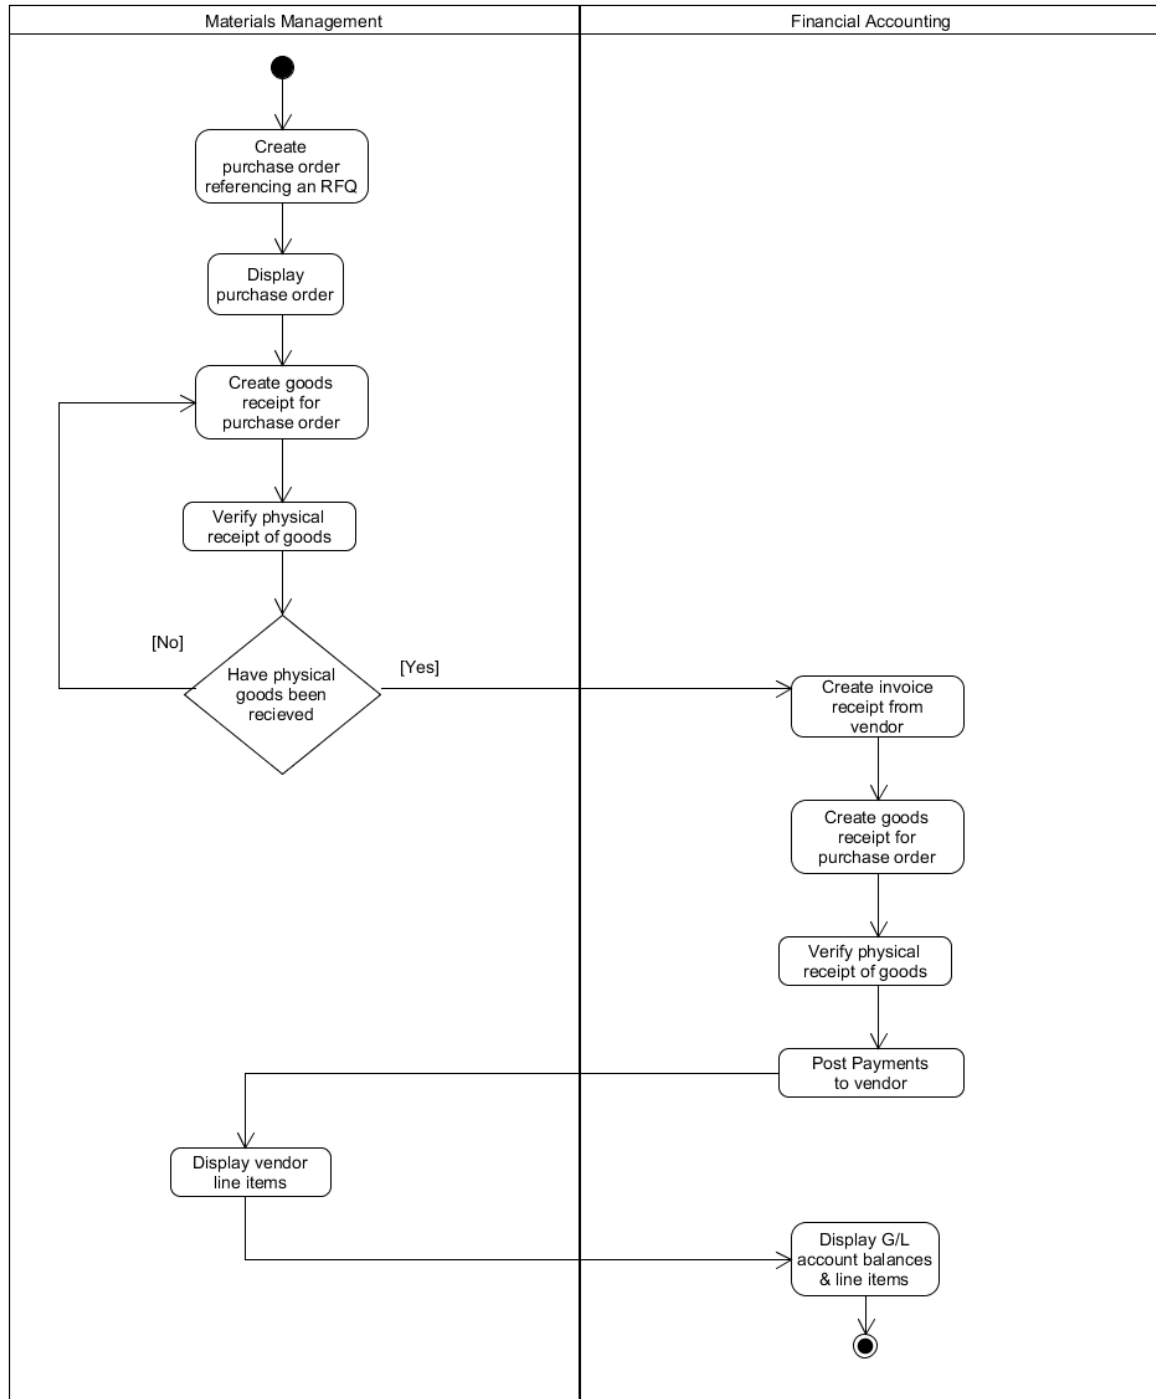 Materials Management
Financial Accounting
Create
purchase order
referencing an RFQ
Display
purchase order
Create goods
receipt for
purchase order
Verify physical
receipt of goods
[No]
Have physical
goods been
recieved
[Yes]
Create invoice
receipt from
vendor
Create goods
receipt for
purchase order
Verify physical
receipt of goods
Post Payments
to vendor
Display vendor
line items
Display G/L
account balances
& line items